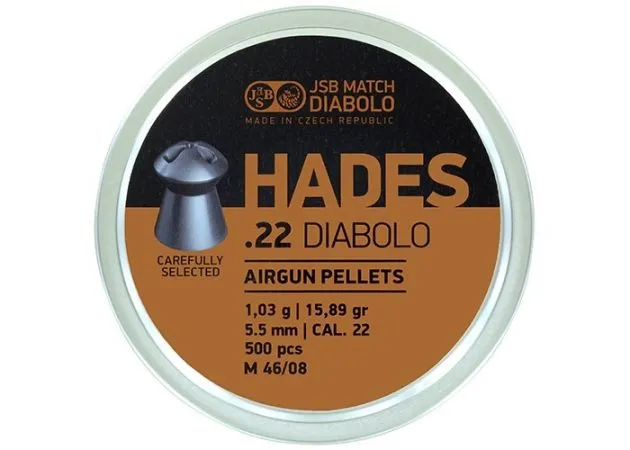 JSB
JSB MATCH
DIABOLO
MADE IN CZECH REPUBLIC
HADES
.22 DIABOLO
CAREFULLY
SELECTED
AIRGUN PELLETS
1,03 g | 15,89 gr
5.5 mm | CAL. 22
500 pcs
M 46/08